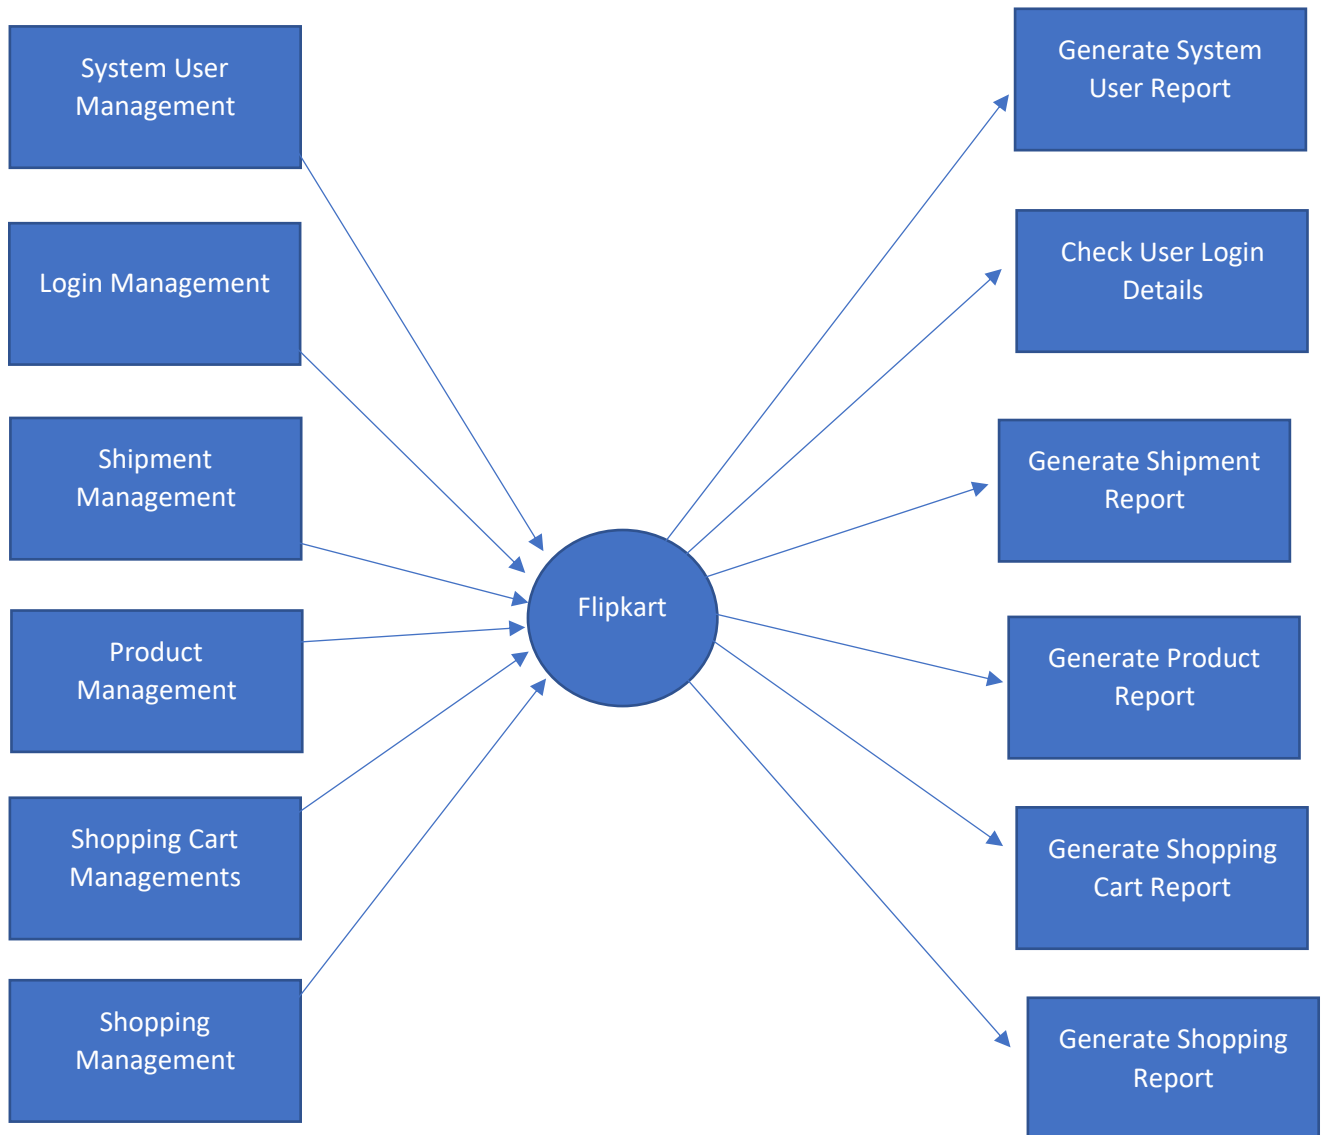 System User
Management
Login Management
Shipment
Management
Product
Management
Shopping Cart
Managements
Shopping
Management
Flipkart
Generate System
User Report
Check User Login
Details
Generate Shipment
Report
Generate Product
Report
Generate Shopping
Cart Report
Generate Shopping
Report